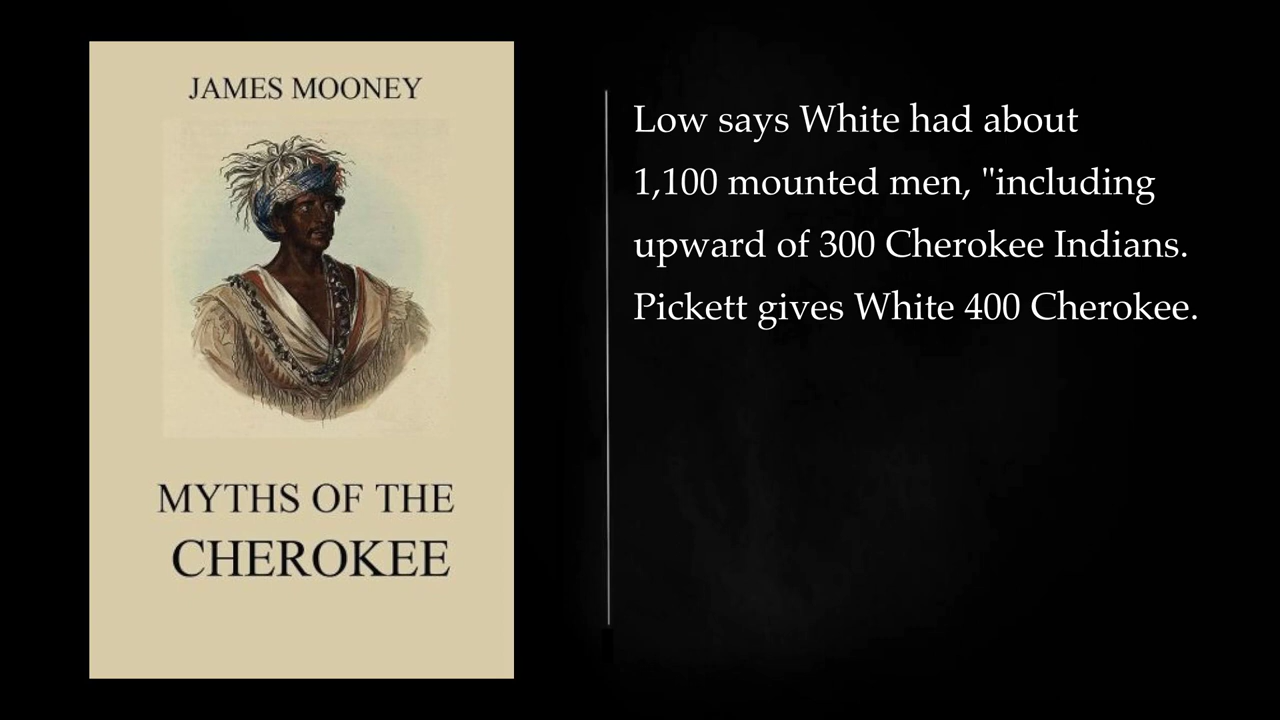 JAMES MOONEY
MYTHS OF THE
CHEROKEE
Low says White had about
1,100 mounted men, "including
upward of 300 Cherokee Indians.
Pickett gives White 400 Cherokee.